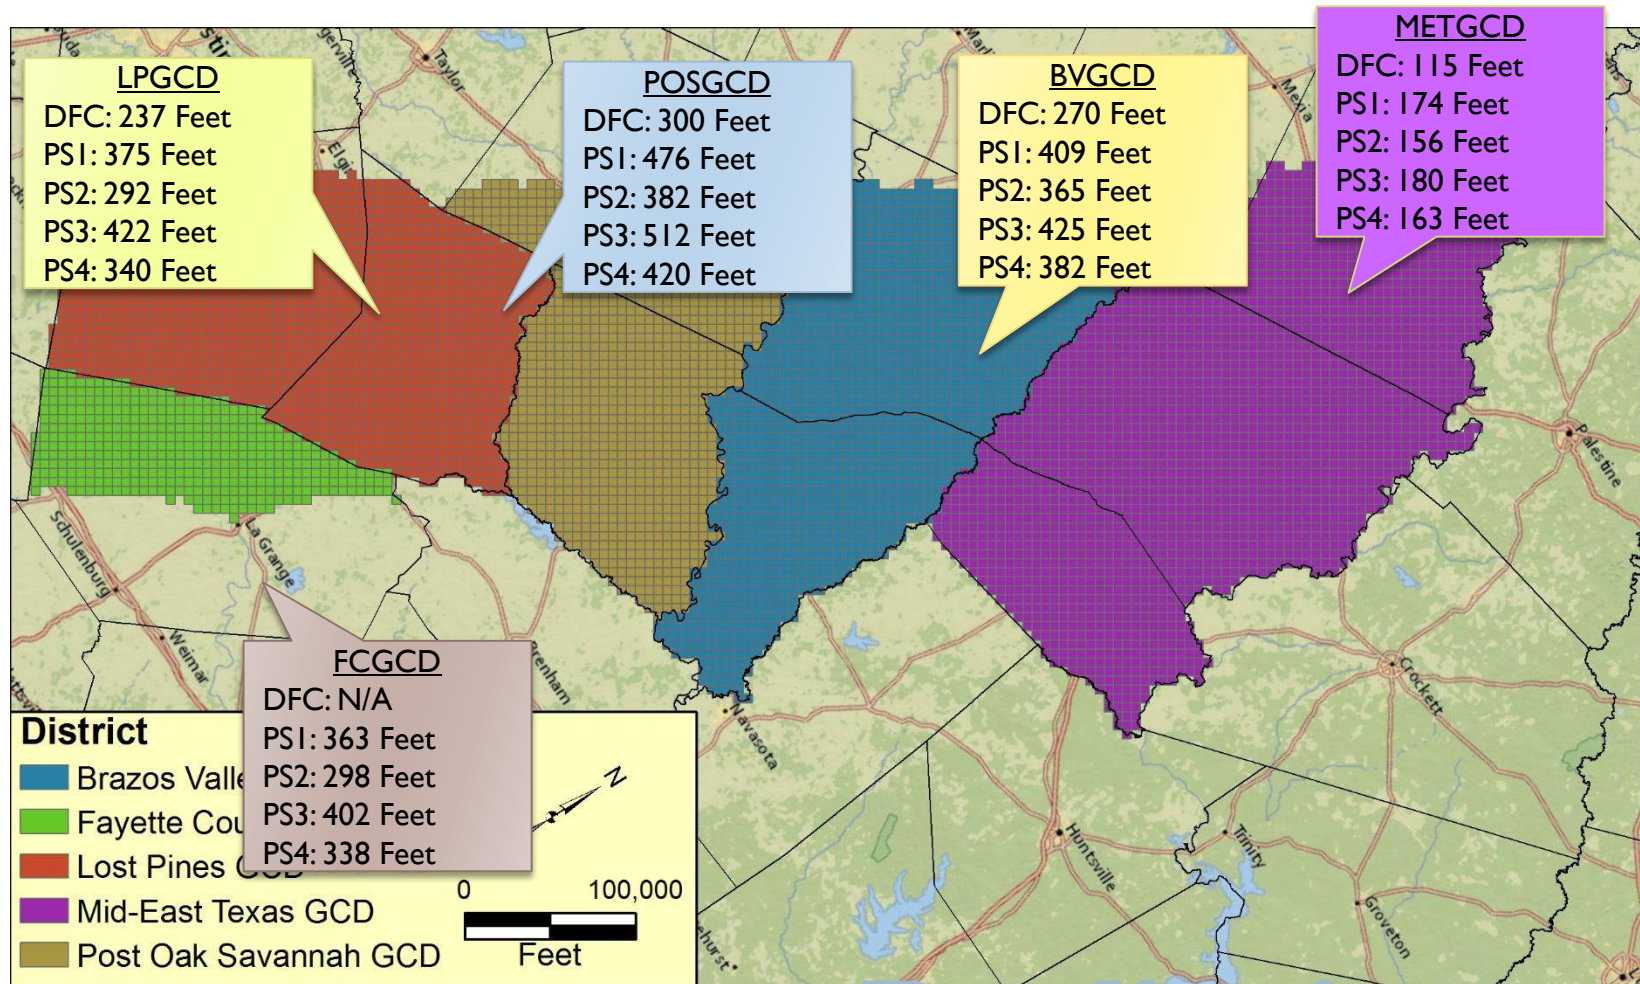 LPGCD
DFC: 237 Feet
PS1: 375 Feet
PS2: 292 Feet
PS3: 422 Feet
PS4: 340 Feet
POSGCD
DFC: 300 Feet
PS1: 476 Feet
PS2: 382 Feet
PS3: 512 Feet
PS4: 420 Feet
BVGCD
DFC: 270 Feet
PS1: 409 Feet
PS2: 365 Feet
PS3: 425 Feet
PS4: 382 Feet
METGCD
DFC: 115 Feet
PS1: 174 Feet
PS2: 156 Feet
PS3: 180 Feet
PS4: 163 Feet
Taylor
Elgi
Mexia
Palestine
Schulenburg
La Grange
Weimar
renham
Navasota
Crockett
Huntsville
Trinity
Groveton
ehurst
FCGCD
DFC: N/A
PS1: 363 Feet
PS2: 298 Feet
PS3: 402 Feet
PS4: 338 Feet
District
Brazos Valle
Fayette Cou
Lost Pines GCD
Mid-East Texas GCD
Post Oak Savannah GCD
N
0 100,000
Feet